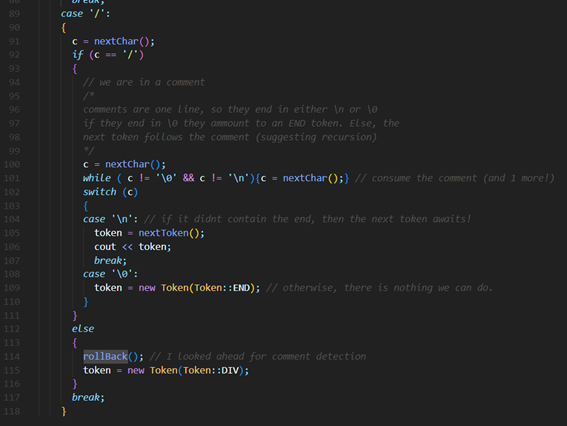 88 break;
89 case '/':
90 {
91 c = nextChar();
92 if (c == '/')
93 {
94 // we are in a comment
95 /*
96 comments are one line, so they end in either \n or \0
97 if they end in \0 they ammount to an END token. Else, the
98 next token follows the comment (suggesting recursion)
99 */
100 c = nextChar();
101 while ( c != '\0' && c != '\n'){c = nextChar();} // consume the comment (and 1 more!)
102 switch (c)
103 {
104 case '\n': // if it didnt contain the end, then the next token awaits!
105 token = nextToken();
106 cout << token;
107 break;
108 case '\0':
109 token = new Token(Token::END); // otherwise, there is nothing we can do.
110 }
111 }
112 else
113 {
114 rollBack(); // I looked ahead for comment detection
115 token = new Token(Token::DIV);
116 }
117 break;
118 }